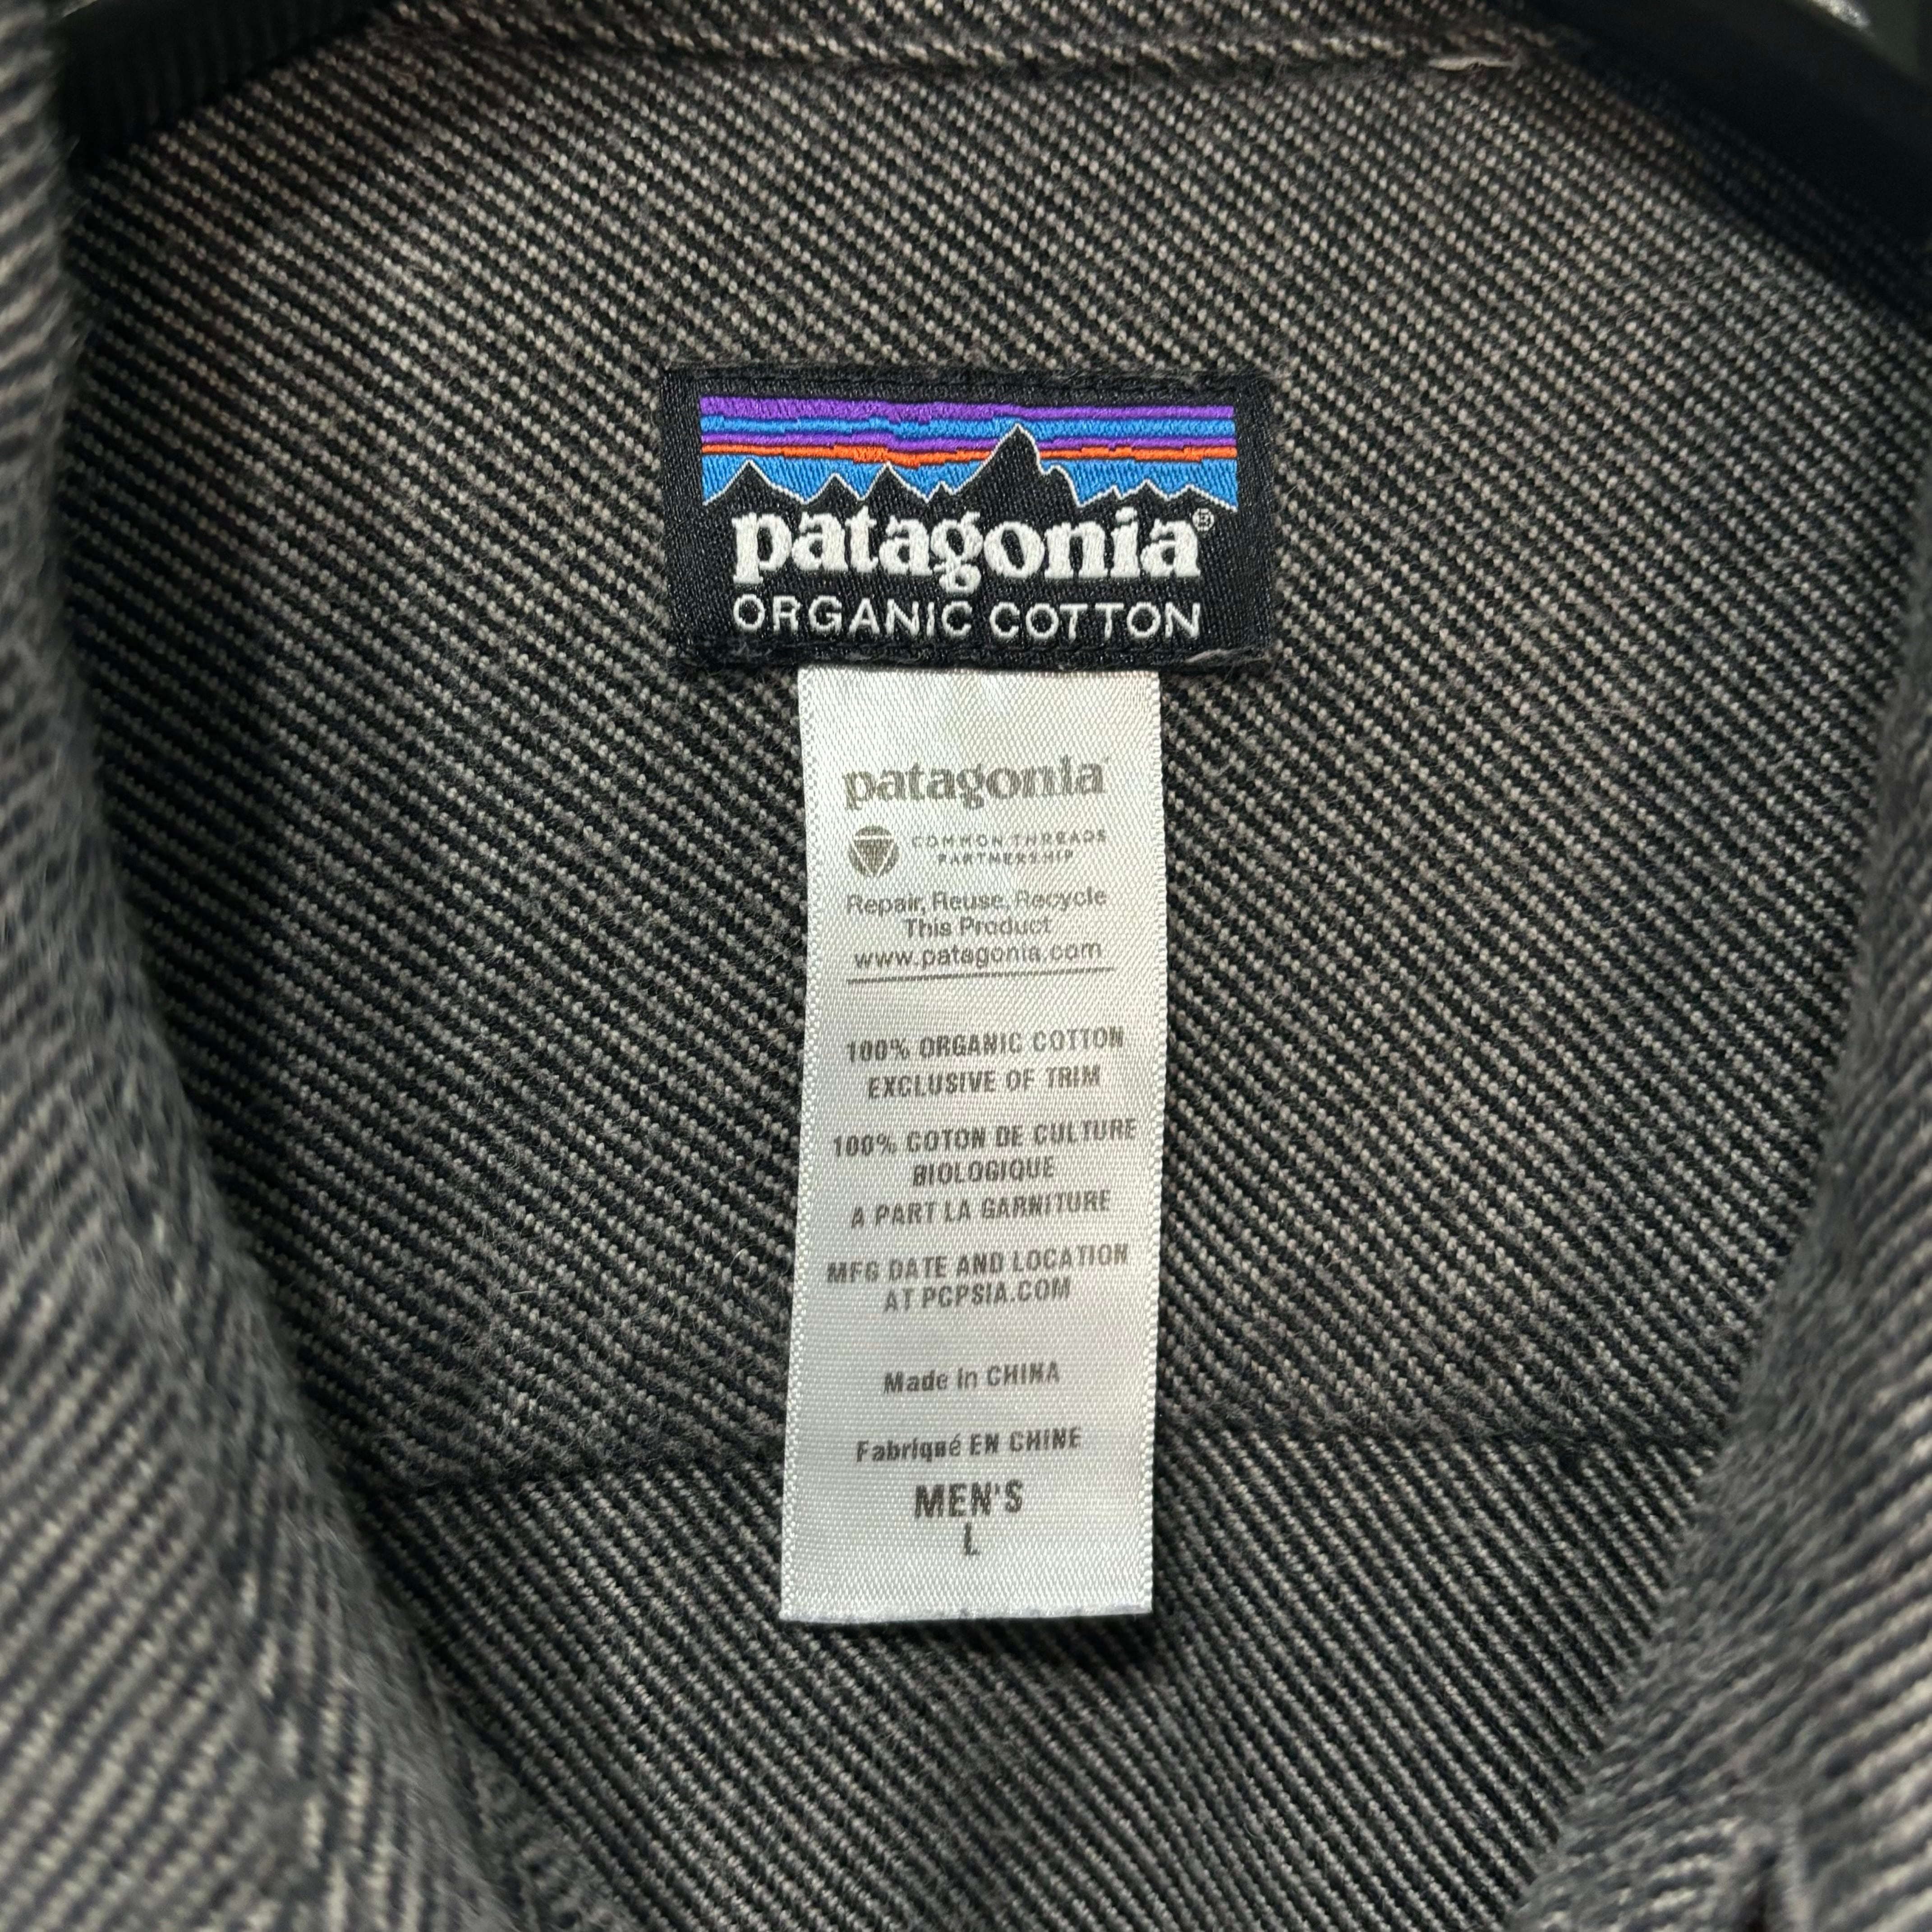 patagonia®
ORGANIC COTTON
patagonia
COMMON THREADS
PARTNERSHIP
Repair, Reuse, Recycle
This Product
www.patagonia.com
100% ORGANIC COTTON
EXCLUSIVE OF TRIM
100% COTON DE CULTURE
BIOLOGIQUE
A PART LA GARNITURE
MFG DATE AND LOCATION
AT PCPSIA.COM
Made in CHINA
Fabriqué EN CHINE
MEN'S
L